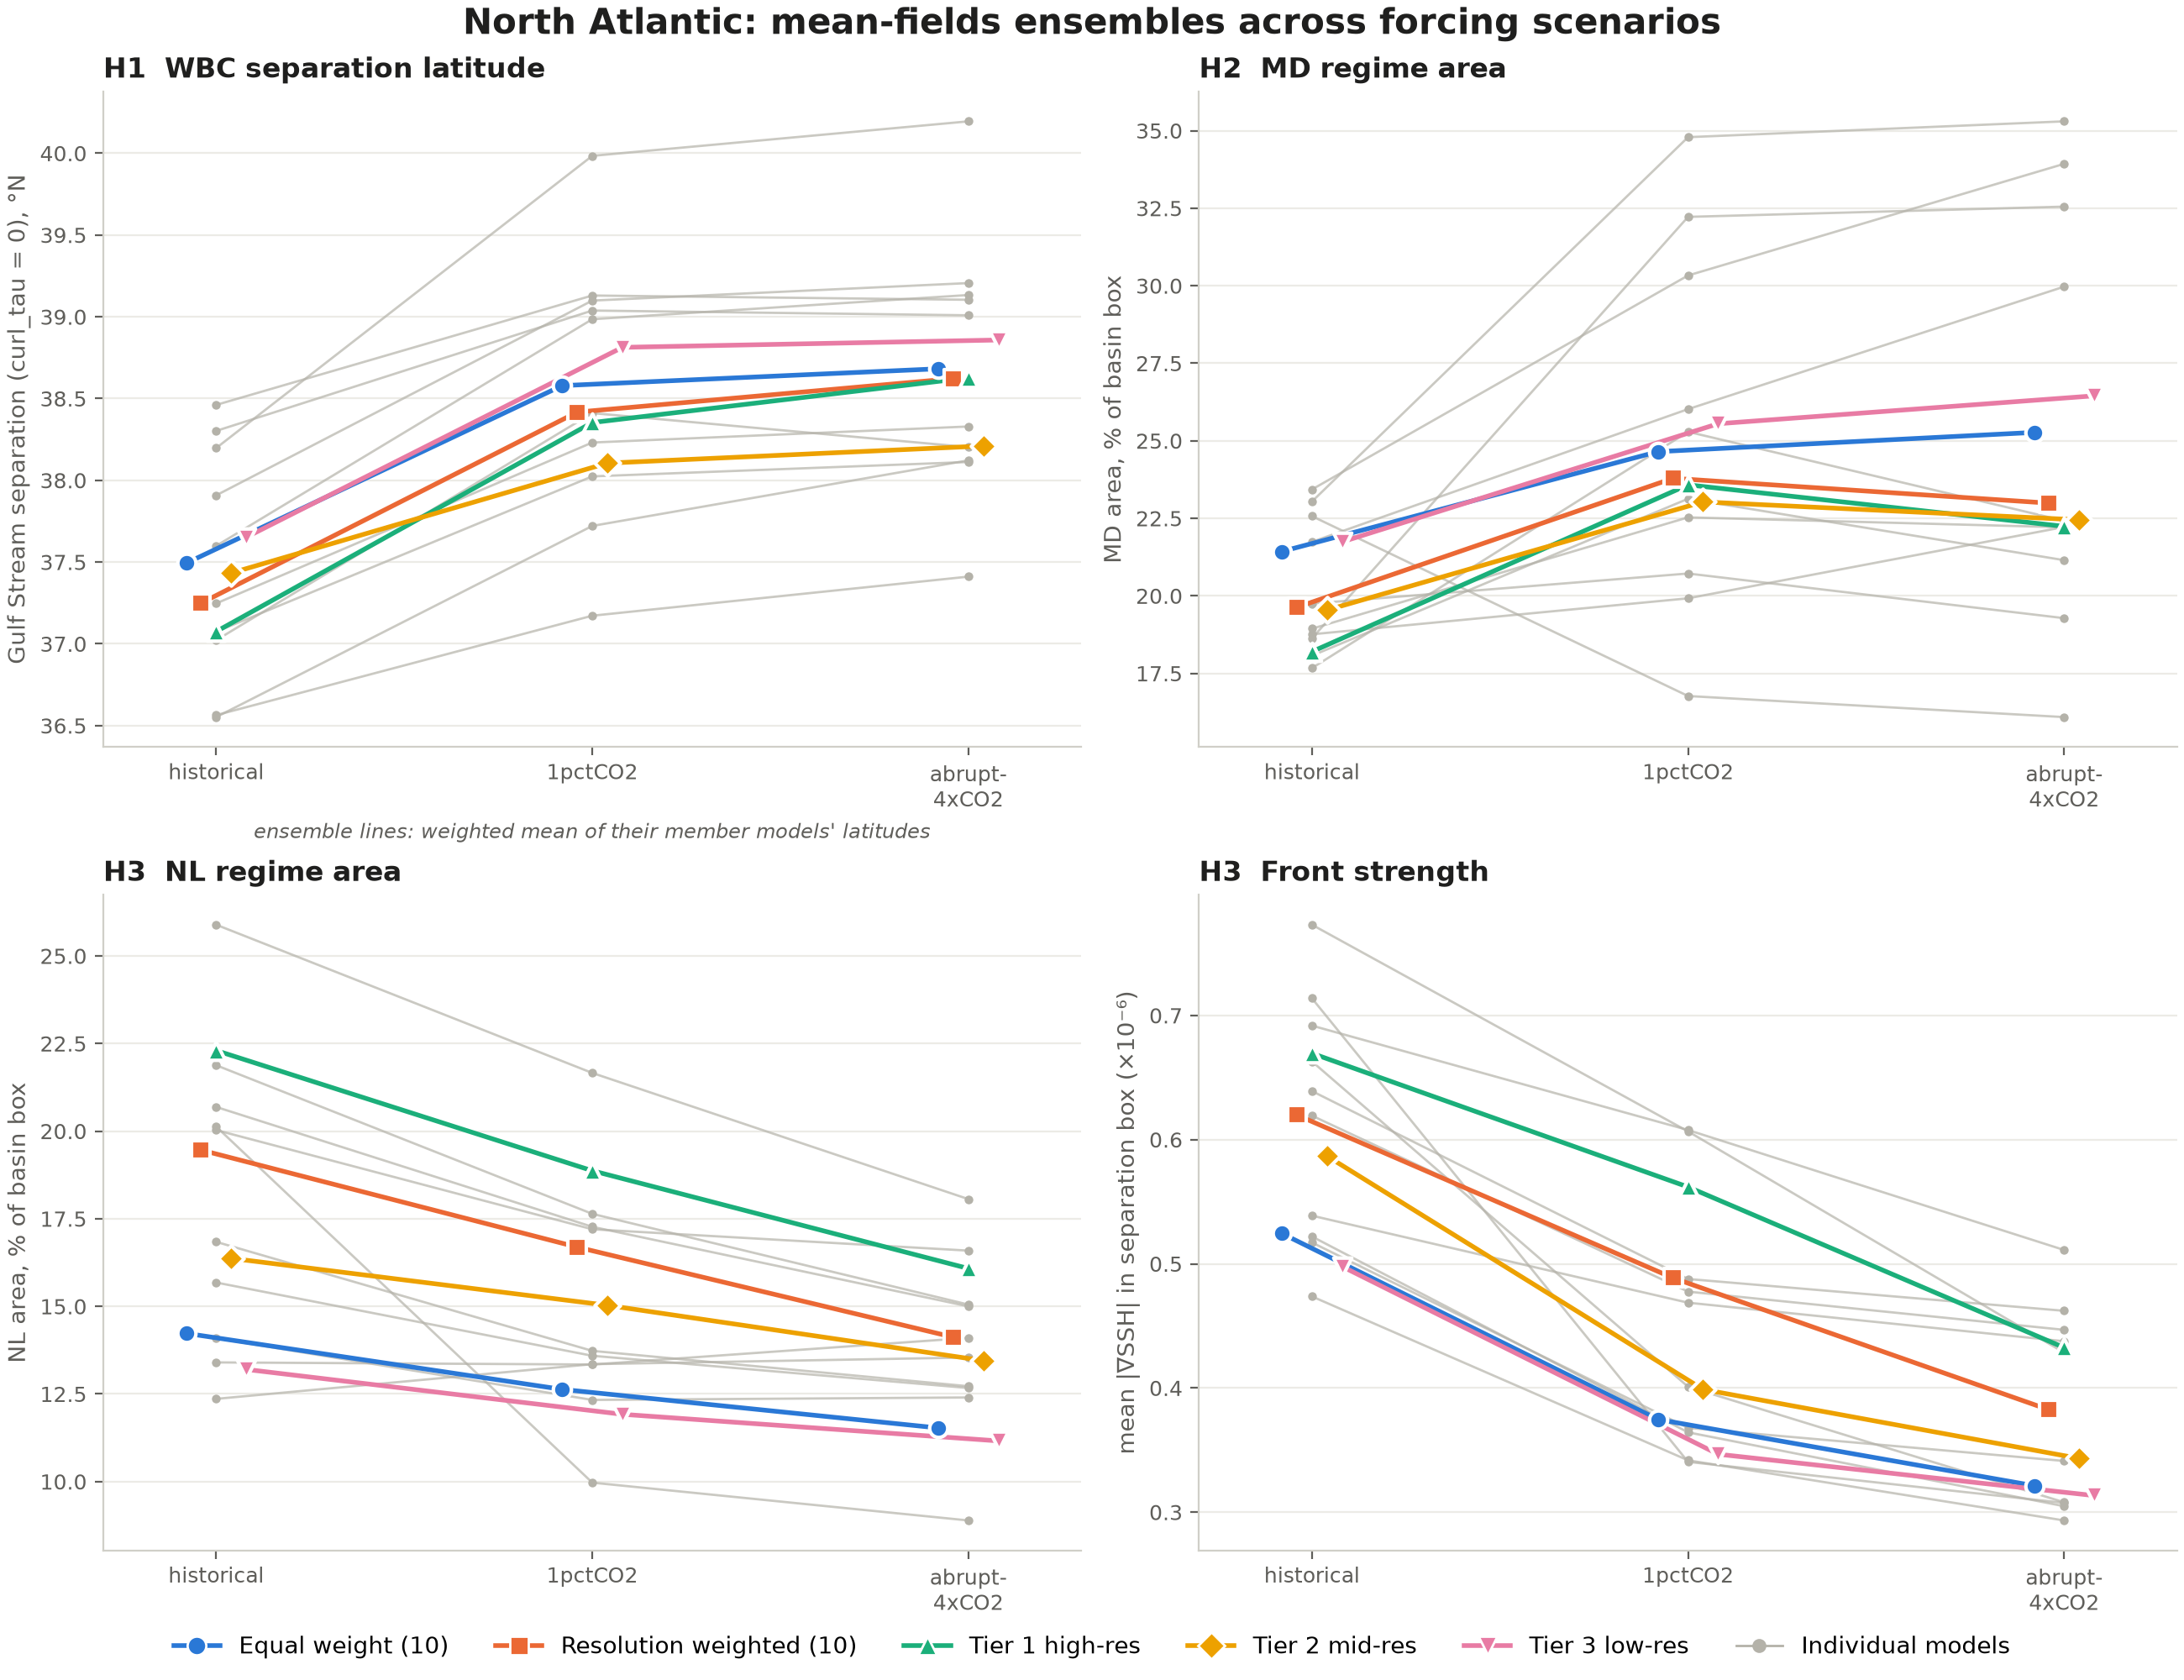 North Atlantic: mean-fields ensembles across forcing scenarios
H1  WBC separation latitude
Gulf Stream separation (curl_tau = 0), °N
40.0
39.5
39.0
38.5
38.0
37.5
37.0
36.5
historical
1pctCO2
abrupt-
4xCO2
ensemble lines: weighted mean of their member models' latitudes
H2  MD regime area
MD area, % of basin box
35.0
32.5
30.0
27.5
25.0
22.5
20.0
17.5
historical
1pctCO2
abrupt-
4xCO2
H3  NL regime area
NL area, % of basin box
25.0
22.5
20.0
17.5
15.0
12.5
10.0
historical
1pctCO2
abrupt-
4xCO2
H3  Front strength
mean |∇SSH| in separation box (×10⁻⁶)
0.7
0.6
0.5
0.4
0.3
historical
1pctCO2
abrupt-
4xCO2
Equal weight (10)
Resolution weighted (10)
Tier 1 high-res
Tier 2 mid-res
Tier 3 low-res
Individual models